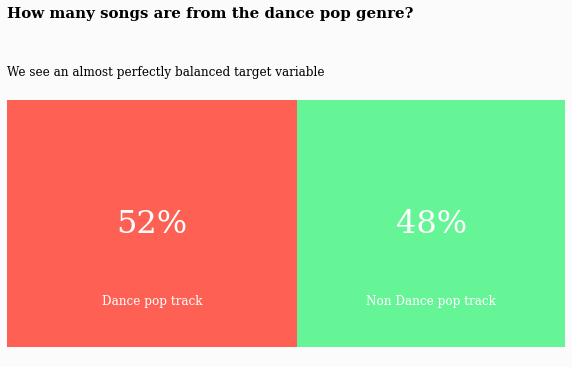 How many songs are from the dance pop genre?
We see an almost perfectly balanced target variable
52% 48%
Dance pop track Non Dance pop track